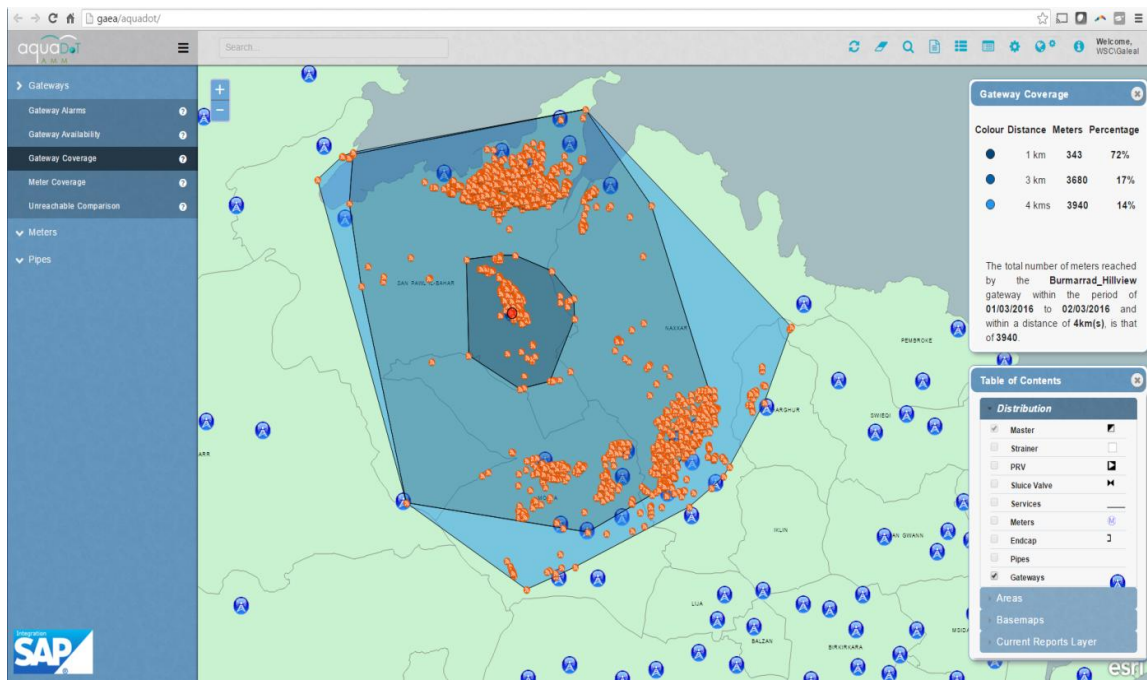 gaea/aquadot/
aquaDoT
AMM
Search...
Welcome,
WSC\Galeal
Gateways
Gateway Alarms
Gateway Availability
Gateway Coverage
Meter Coverage
Unreachable Comparison
Meters
Pipes
Integration
SAP
+
−
SAN PAWL IL-BAHAR
NAXXAR
PEMBROKE
ARGHUR
SWIEQI
ARR
MOSTA
IKLIN
AN GWANN
LIJA
BALZAN
BIRKIRKARA
MSIDA
Gateway Coverage
Colour Distance Meters Percentage
1 km 343 72%
3 km 3680 17%
4 kms 3940 14%
The total number of meters reached
by the Burmarrad_Hillview
gateway within the period of
01/03/2016 to 02/03/2016 and
within a distance of 4km(s), is that
of 3940.
Table of Contents
Distribution
Master
Strainer
PRV
Sluice Valve
Services
Meters
Endcap
Pipes
Gateways
Areas
Basemaps
Current Reports Layer
esri